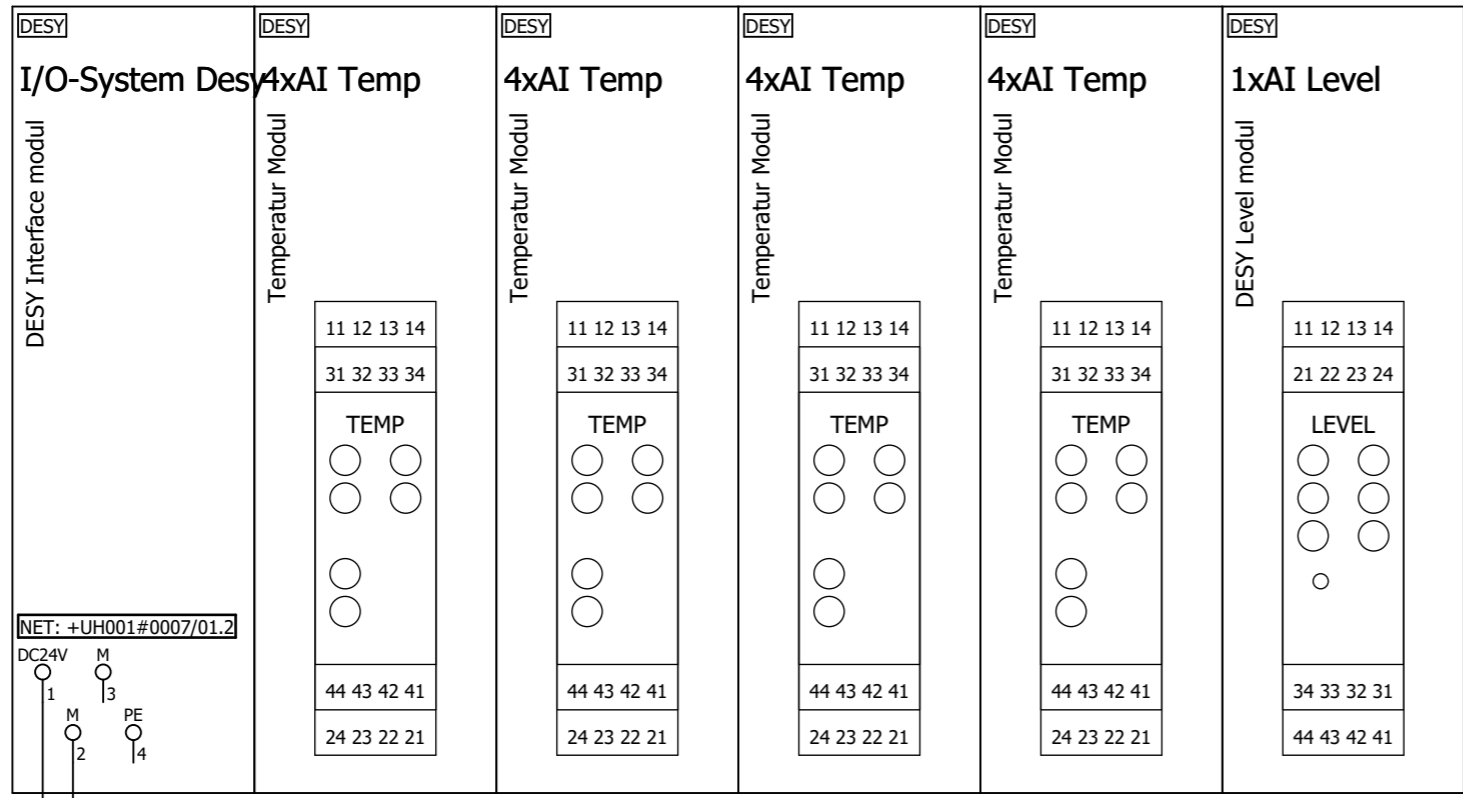 DESY
I/O-System Desy
DESY Interface modul
NET: +UH001#0007/01.2
DC24V M
1 3
M PE
2 4
DESY
4xAI Temp
Temperatur Modul
11 12 13 14
31 32 33 34
TEMP
44 43 42 41
24 23 22 21
DESY
4xAI Temp
Temperatur Modul
11 12 13 14
31 32 33 34
TEMP
44 43 42 41
24 23 22 21
DESY
4xAI Temp
Temperatur Modul
11 12 13 14
31 32 33 34
TEMP
44 43 42 41
24 23 22 21
DESY
4xAI Temp
Temperatur Modul
11 12 13 14
31 32 33 34
TEMP
44 43 42 41
24 23 22 21
DESY
1xAI Level
DESY Level modul
11 12 13 14
21 22 23 24
LEVEL
34 33 32 31
44 43 42 41